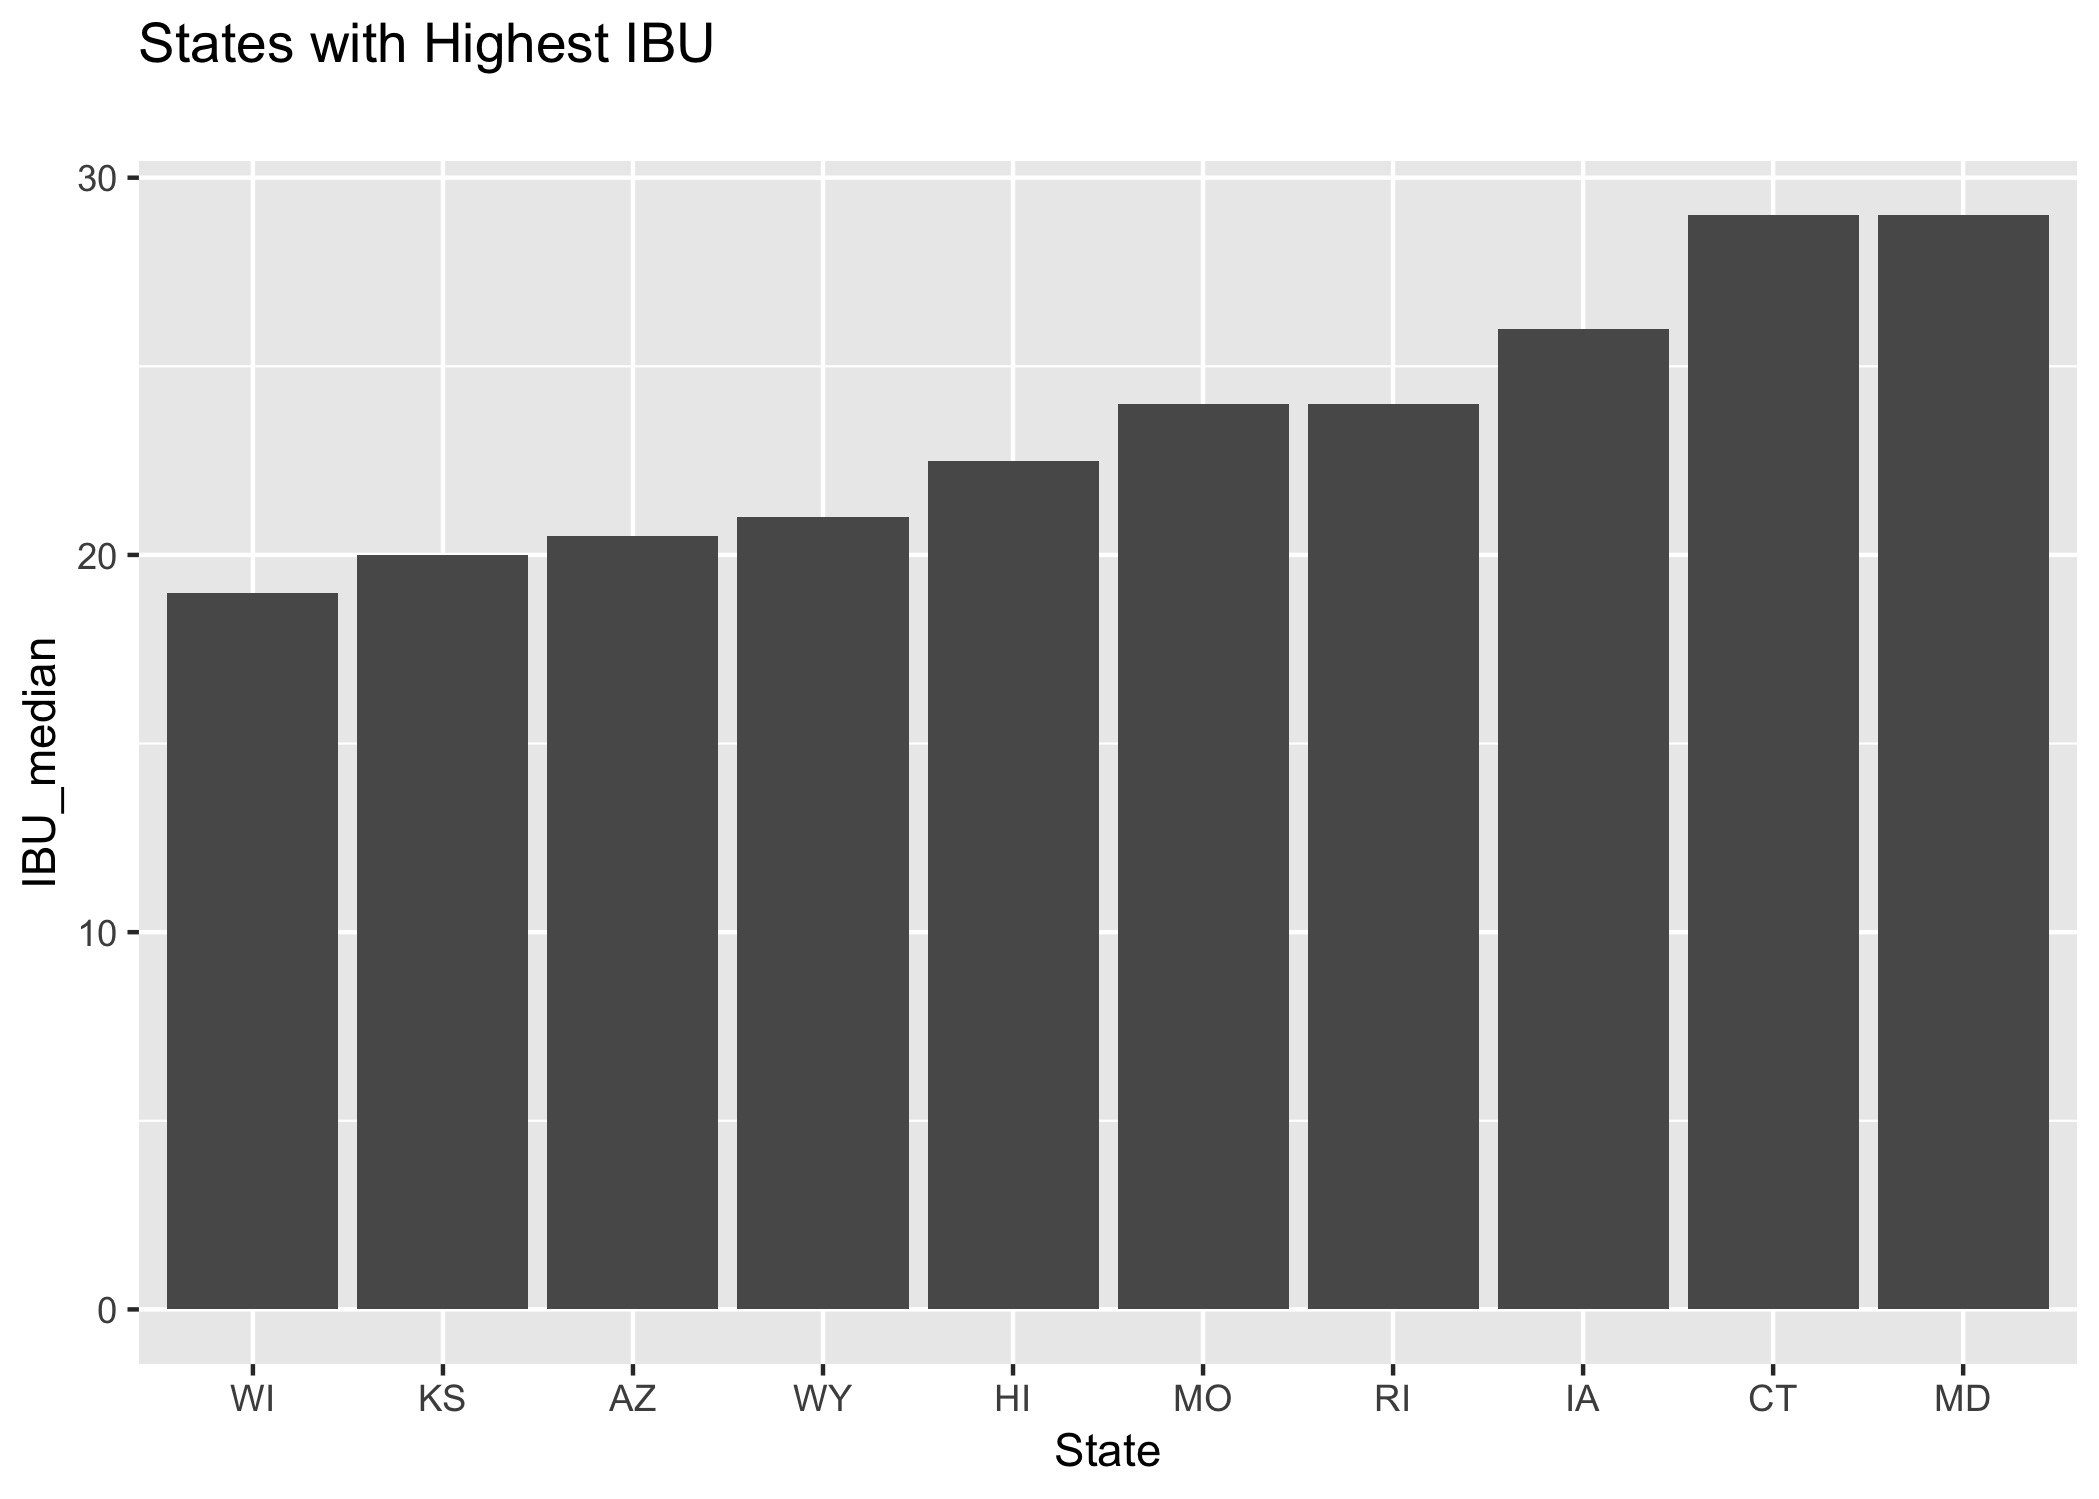 States with Highest IBU
30
20
10
0
IBU_median
WI KS AZ WY HI MO RI IA CT MD
State